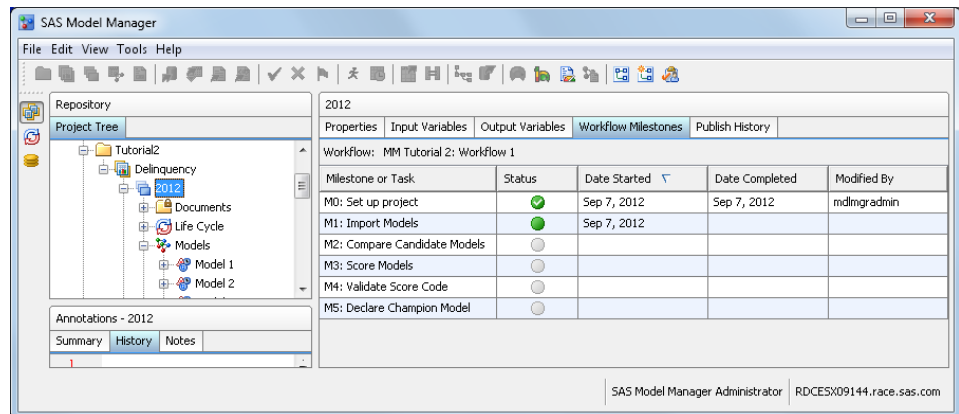 SAS Model Manager
File Edit View Tools Help
Repository
Project Tree
Tutorial2
Delinquency
2012
Documents
Life Cycle
Models
Model 1
Model 2
Annotations - 2012
Summary History Notes
1
2012
Properties Input Variables Output Variables Workflow Milestones Publish History
Workflow: MM Tutorial 2: Workflow 1
Milestone or Task Status Date Started Date Completed Modified By
M0: Set up project Sep 7, 2012 Sep 7, 2012 mdlmgradmin
M1: Import Models Sep 7, 2012
M2: Compare Candidate Models
M3: Score Models
M4: Validate Score Code
M5: Declare Champion Model
SAS Model Manager Administrator RDCESX09144.race.sas.com